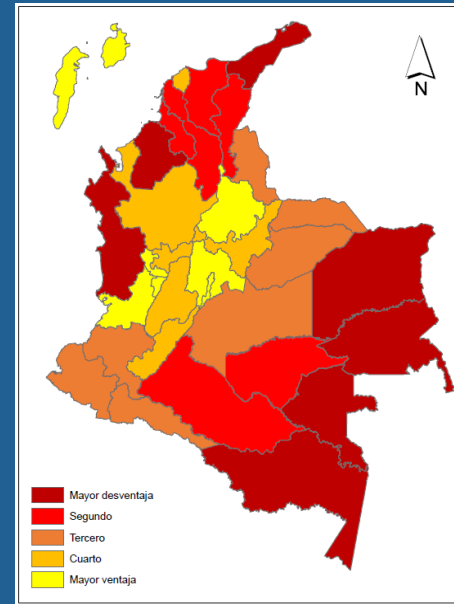 N
Mayor desventaja
Segundo
Tercero
Cuarto
Mayor ventaja